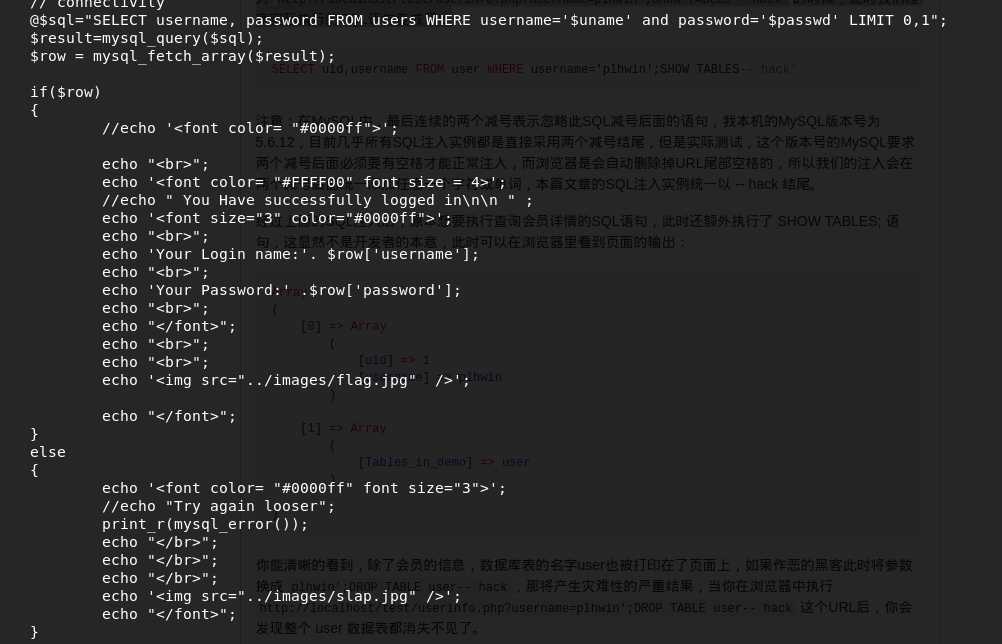 // connectivity
@$sql="SELECT username, password FROM users WHERE username='$uname' and password='$passwd' LIMIT 0,1";
$result=mysql_query($sql);
$row = mysql_fetch_array($result);
if($row)
{
//echo '<font color= "#0000ff">';
echo "<br>";
echo '<font color= "#FFFF00" font size = 4>';
//echo " You Have successfully logged in\n\n " ;
echo '<font size="3" color="#0000ff">';
echo "<br>";
echo 'Your Login name:'. $row['username'];
echo "<br>";
echo 'Your Password:' .$row['password'];
echo "<br>";
echo "</font>";
echo "<br>";
echo "<br>";
echo '<img src="../images/flag.jpg"  />';
echo "</font>";
}
else
{
echo '<font color= "#0000ff" font size="3">';
//echo "Try again looser";
print_r(mysql_error());
echo "</br>";
echo "</br>";
echo "</br>";
echo '<img src="../images/slap.jpg" />';
echo "</font>";
}
SELECT uid,username FROM user WHERE username='plhwin';SHOW TABLES-- hack'
注意：在MySQL中，最后连续的两个减号表示忽略此SQL减号后面的语句，我本机的MySQL版本号为
5.6.12，目前几乎所有SQL注入实例都是直接采用两个减号结尾，但是实际测试，这个版本号的MySQL要求
两个减号后面必须要有空格才能正常注入，而浏览器是会自动删除掉URL尾部空格的，所以我们的注入会在
单词，本篇文章的SQL注入实例统一以 -- hack 结尾。
要执行查询会员详情的SQL语句，此时还额外执行了 SHOW TABLES; 语
句，这显然不是开发者的本意，此时可以在浏览器里看到页面的输出：
(
[0] => Array
(
[uid] => 1
plhwin
)
[1] => Array
(
[Tables_in_demo] => user
你能清晰的看到，除了会员的信息，数据库表的名字user也被打印在了页面上，如果作恶的黑客此时将参数
换成 plhwin';DROP TABLE user-- hack ，那将产生灾难性的严重结果，当你在浏览器中执行
http://localhost/test/userinfo.php?username=plhwin';DROP TABLE user-- hack 这个URL后，你会
发现整个 user 数据表都消失不见了。